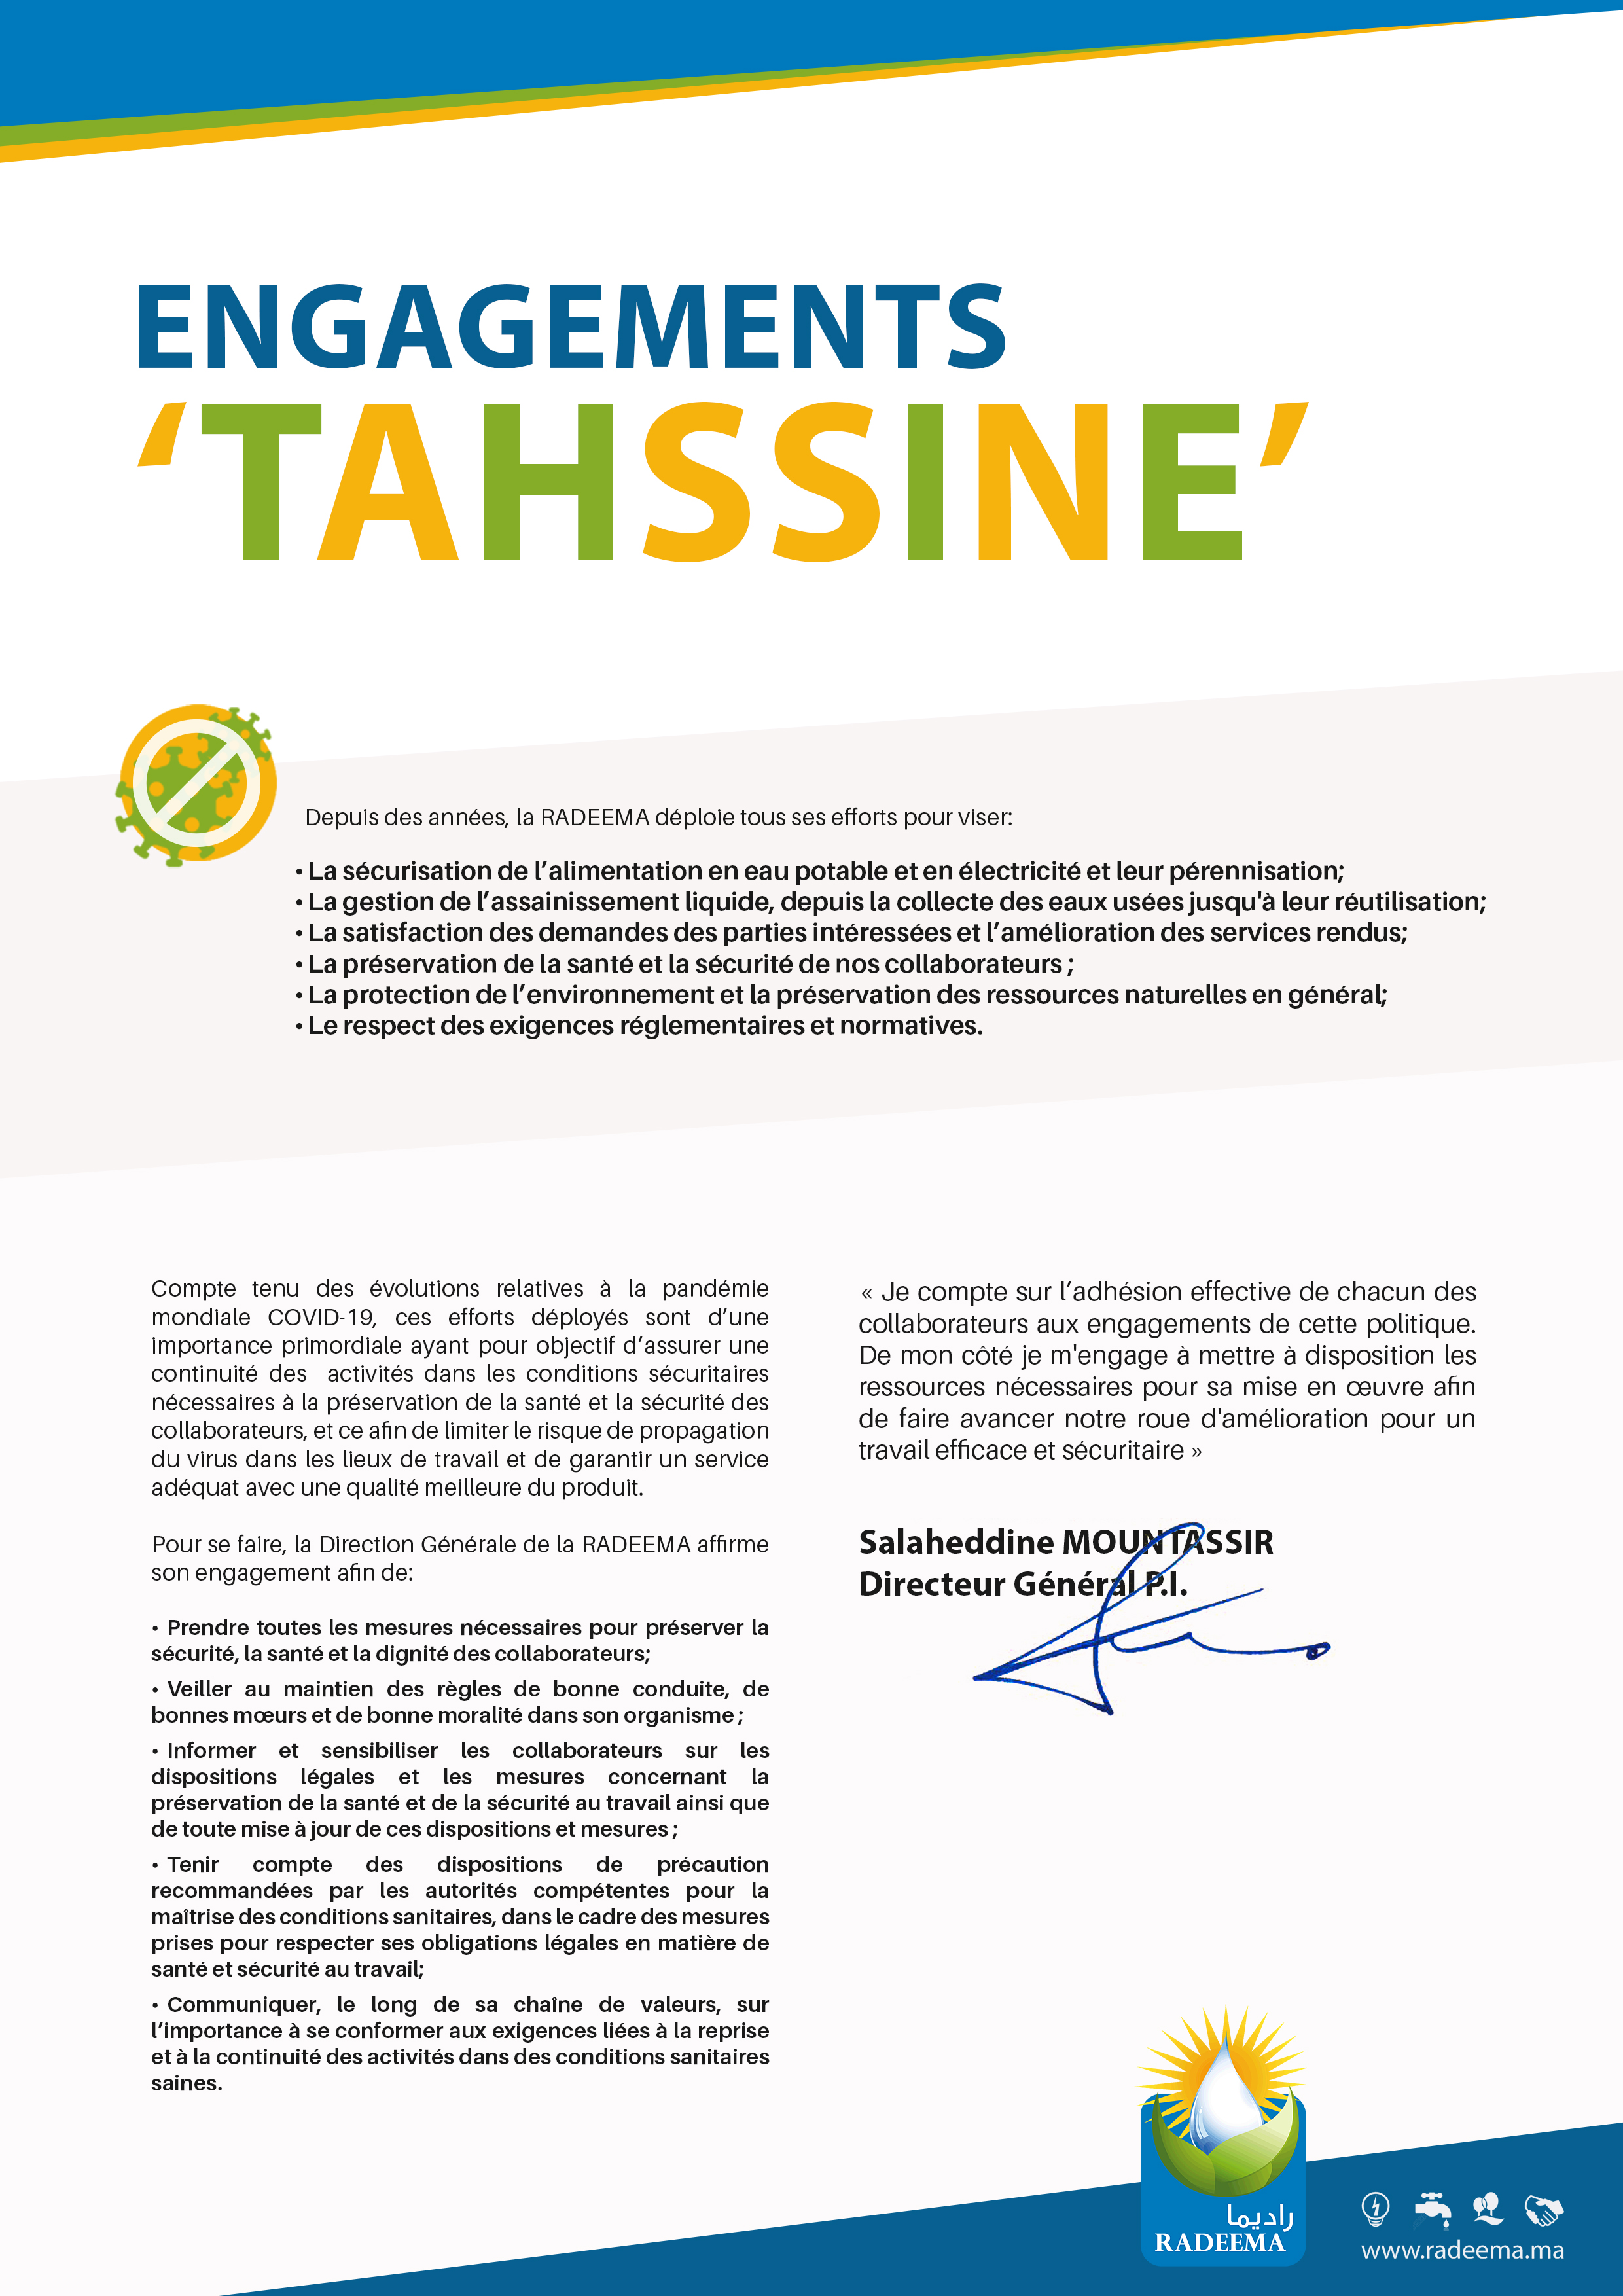 ENGAGEMENTS
‘TAHSSINE’
Depuis des années, la RADEEMA déploie tous ses efforts pour viser:
• La sécurisation de l’alimentation en eau potable et en électricité et leur pérennisation;
• La gestion de l’assainissement liquide, depuis la collecte des eaux usées jusqu'à leur réutilisation;
• La satisfaction des demandes des parties intéressées et l’amélioration des services rendus;
• La préservation de la santé et la sécurité de nos collaborateurs ;
• La protection de l’environnement et la préservation des ressources naturelles en général;
• Le respect des exigences réglementaires et normatives.
Compte tenu des évolutions relatives à la pandémie
mondiale COVID-19, ces efforts déployés sont d’une
importance primordiale ayant pour objectif d’assurer une
continuité des activités dans les conditions sécuritaires
nécessaires à la préservation de la santé et la sécurité des
collaborateurs, et ce afin de limiter le risque de propagation
du virus dans les lieux de travail et de garantir un service
adéquat avec une qualité meilleure du produit.
Pour se faire, la Direction Générale de la RADEEMA affirme
son engagement afin de:
• Prendre toutes les mesures nécessaires pour préserver la
sécurité, la santé et la dignité des collaborateurs;
• Veiller au maintien des règles de bonne conduite, de
bonnes mœurs et de bonne moralité dans son organisme ;
• Informer et sensibiliser les collaborateurs sur les
dispositions légales et les mesures concernant la
préservation de la santé et de la sécurité au travail ainsi que
de toute mise à jour de ces dispositions et mesures ;
• Tenir compte des dispositions de précaution
recommandées par les autorités compétentes pour la
maîtrise des conditions sanitaires, dans le cadre des mesures
prises pour respecter ses obligations légales en matière de
santé et sécurité au travail;
• Communiquer, le long de sa chaîne de valeurs, sur
l’importance à se conformer aux exigences liées à la reprise
et à la continuité des activités dans des conditions sanitaires
saines.
« Je compte sur l’adhésion effective de chacun des
collaborateurs aux engagements de cette politique.
De mon côté je m'engage à mettre à disposition les
ressources nécessaires pour sa mise en œuvre afin
de faire avancer notre roue d'amélioration pour un
travail efficace et sécuritaire »
Salaheddine MOUNTASSIR
Directeur Général P.I.
راديما
RADEEMA
www.radeema.ma